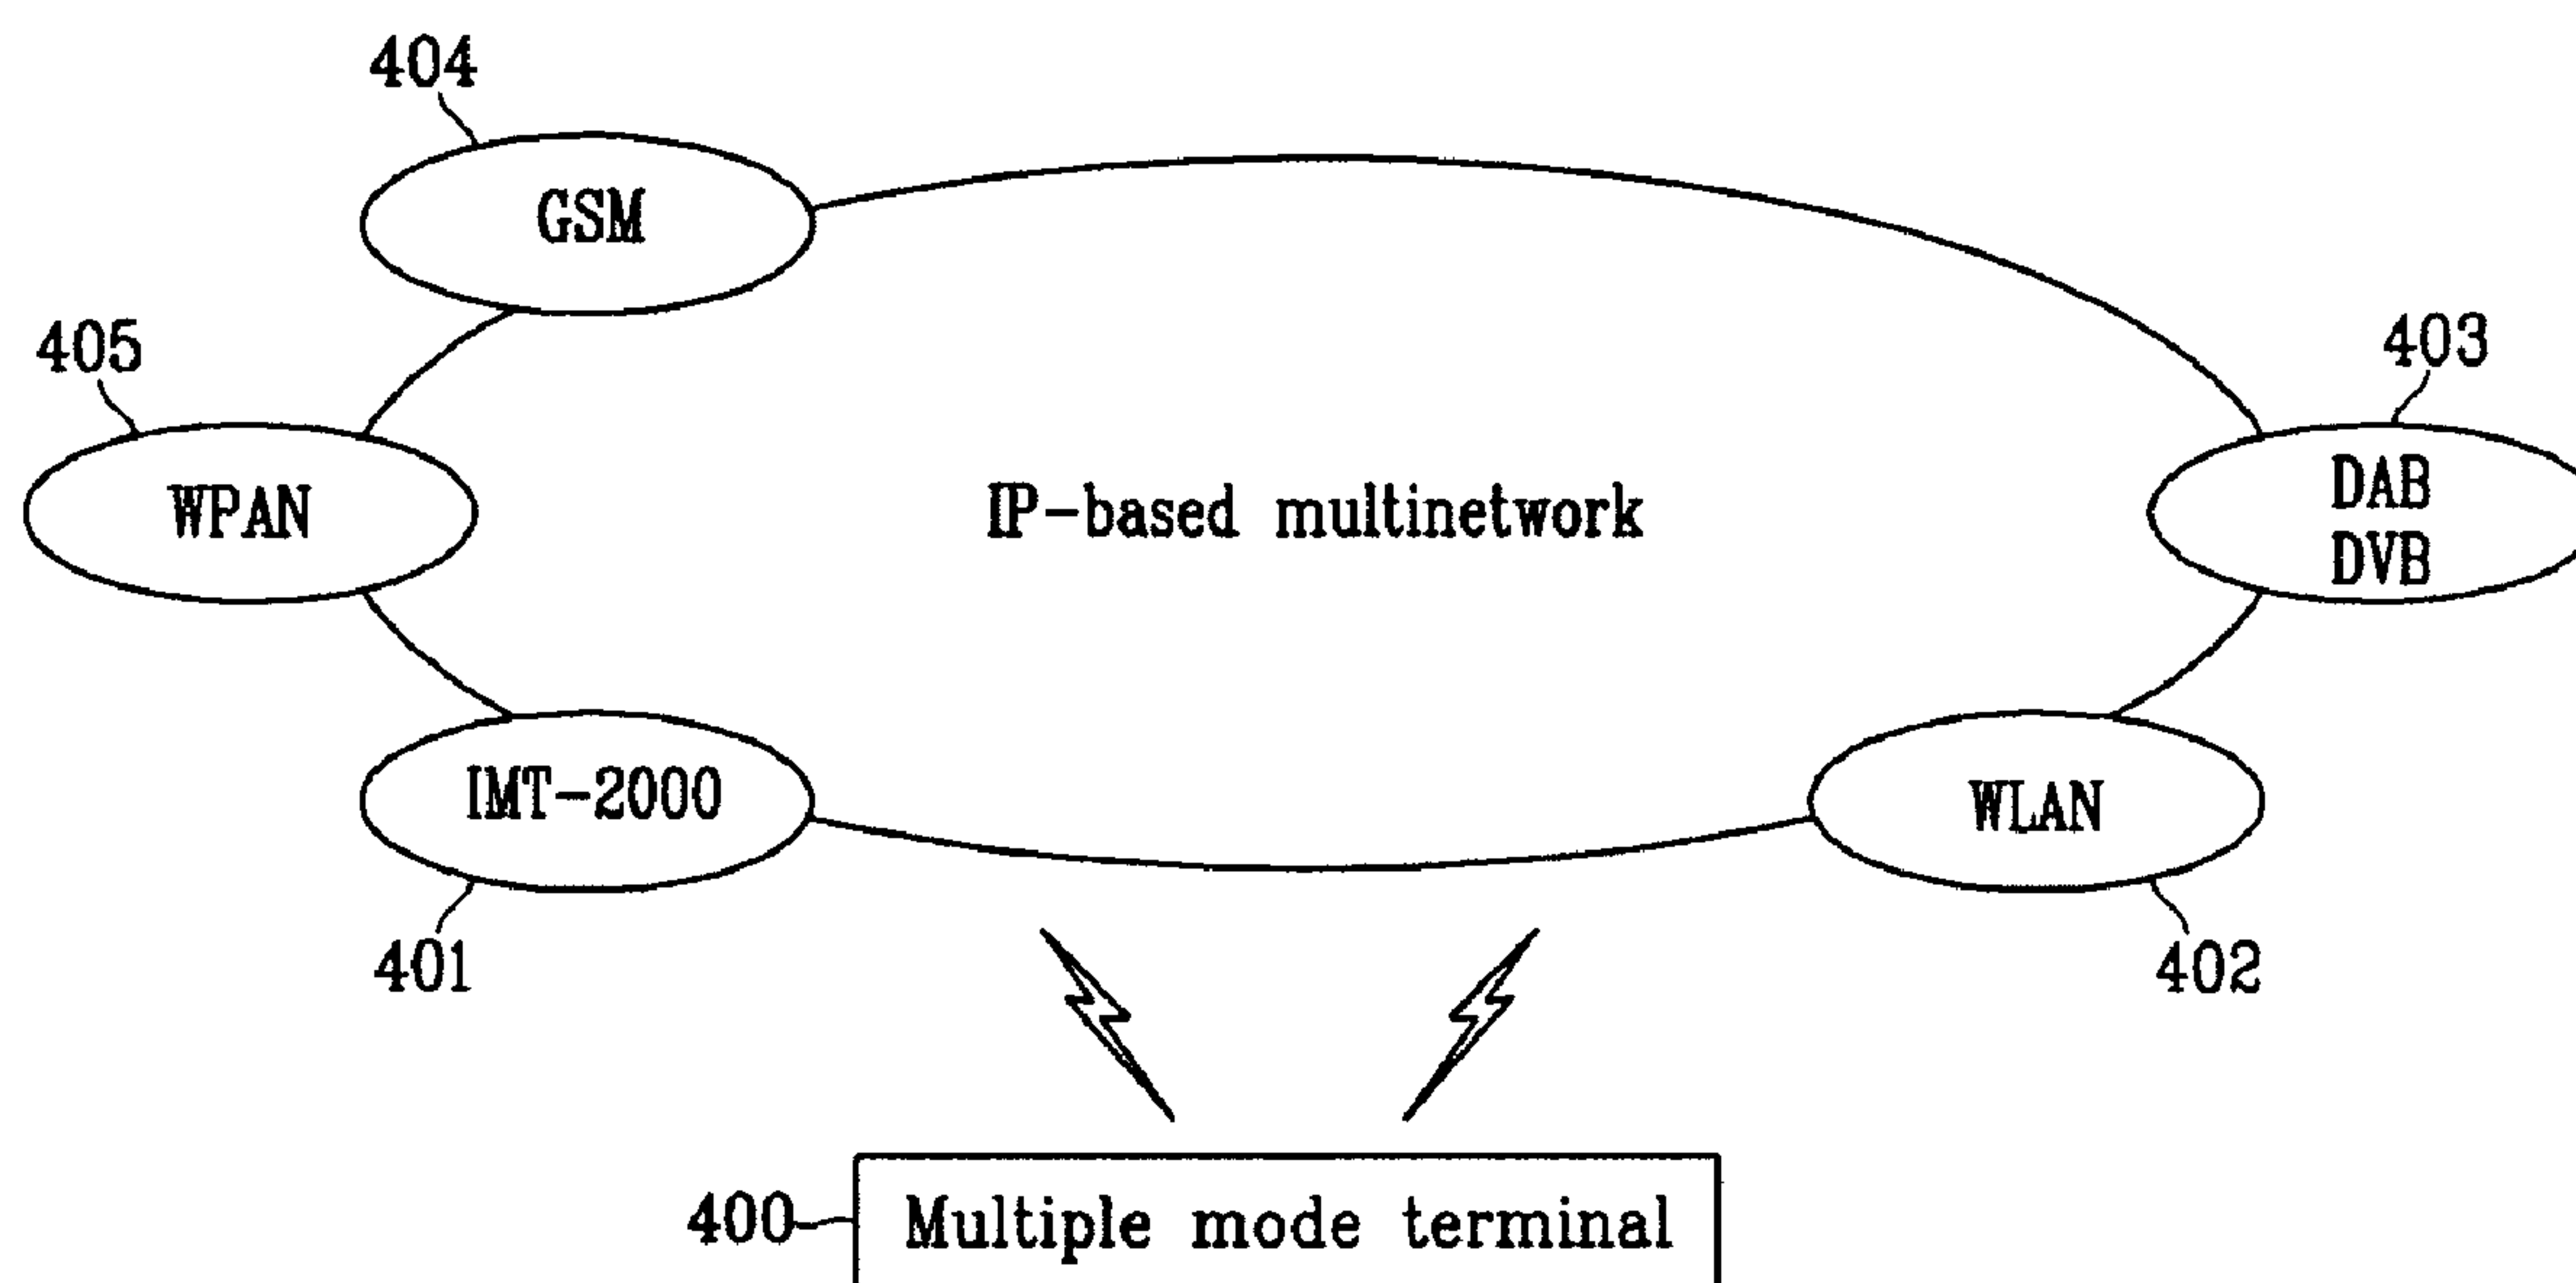 404
GSM
405
403
WPAN
IP-based multinetwork
DAB
DVB
IMT-2000
WLAN
401
402
400
Multiple mode terminal